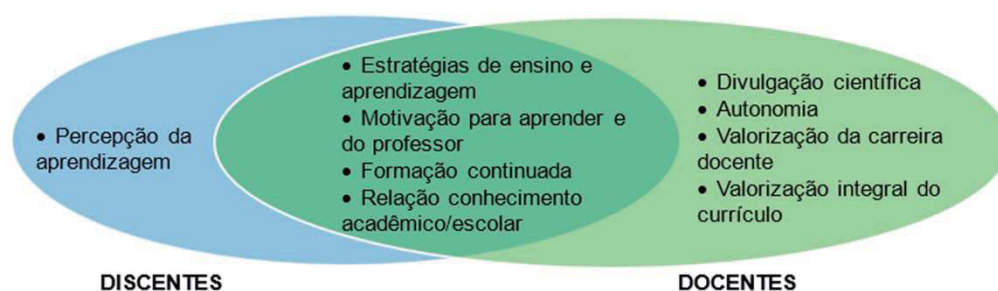 • Percepção da
aprendizagem
• Estratégias de ensino e
aprendizagem
• Motivação para aprender e
do professor
• Formação continuada
• Relação conhecimento
acadêmico/escolar
• Divulgação científica
• Autonomia
• Valorização da carreira
docente
• Valorização integral do
currículo
DISCENTES
DOCENTES